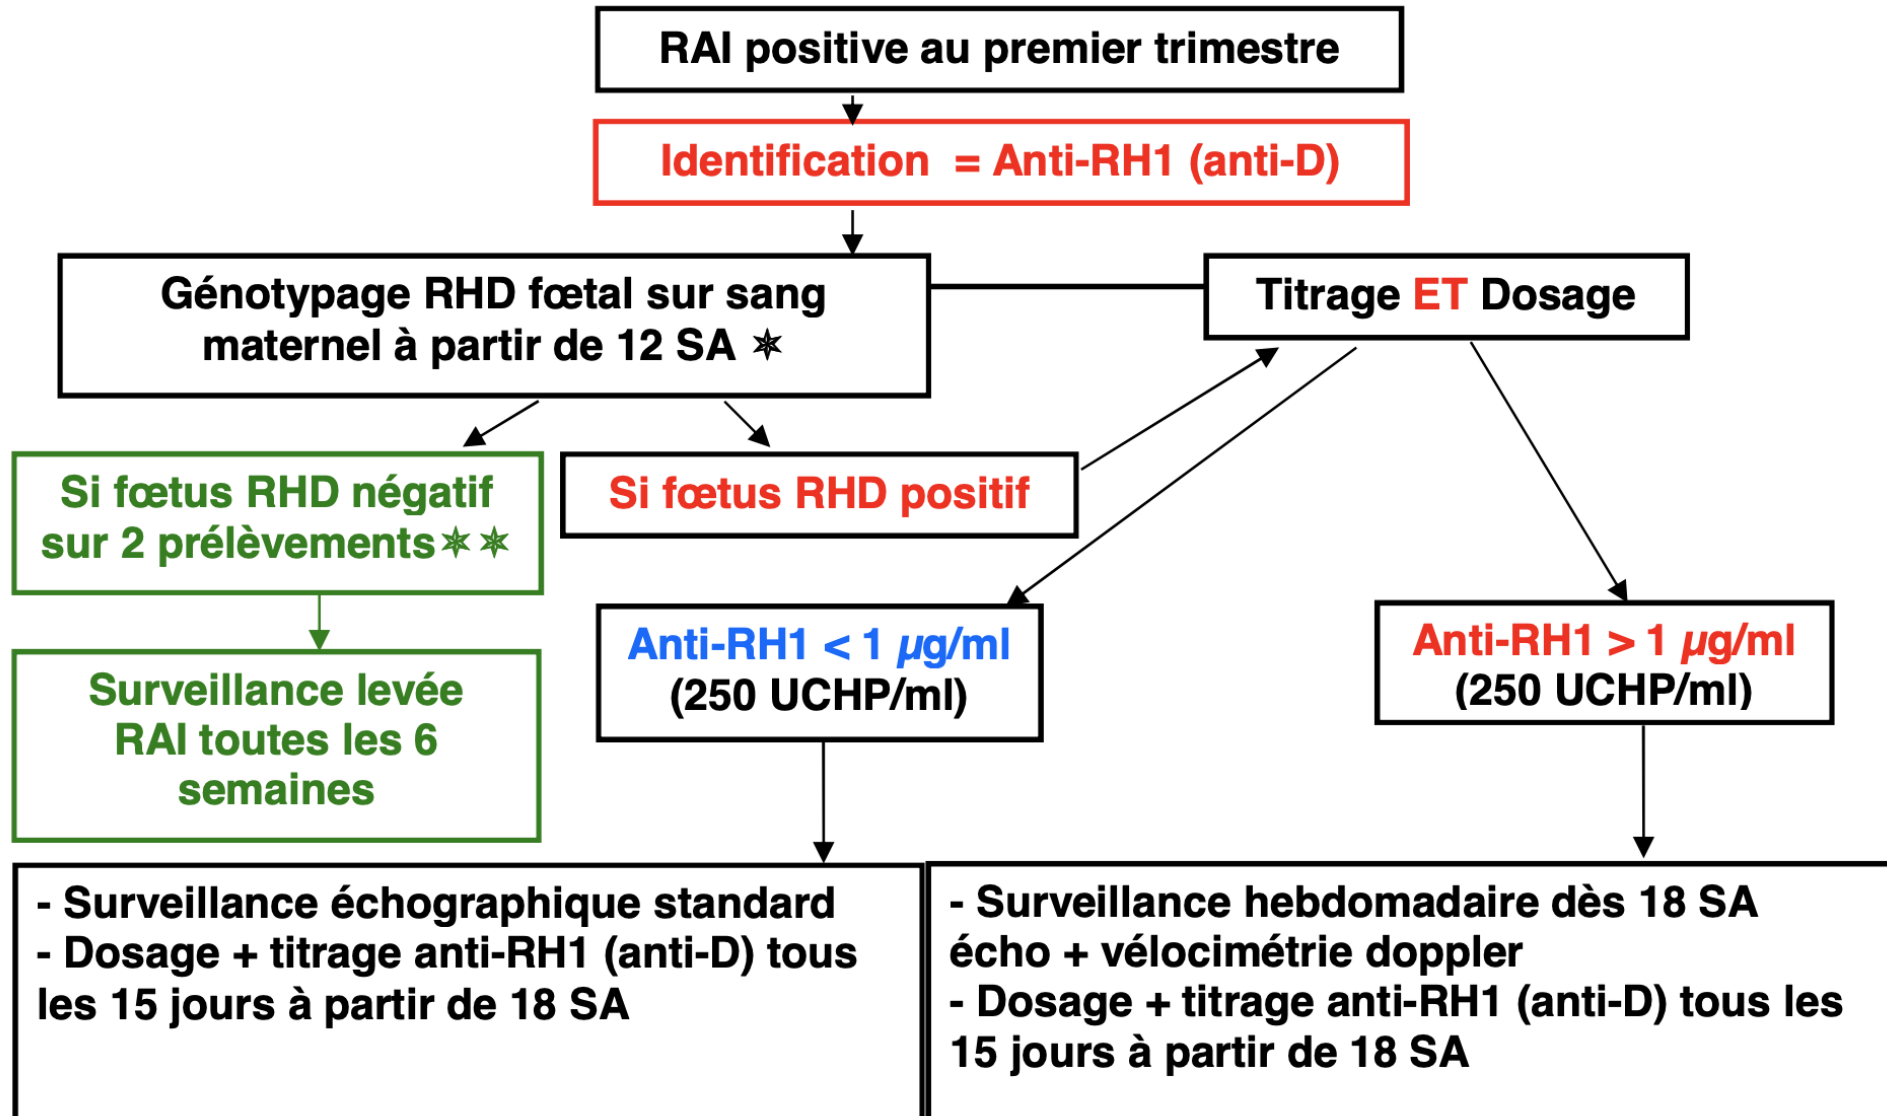 RAI positive au premier trimestre
Identification = Anti-RH1 (anti-D)
Génotypage RHD fœtal sur sang
maternel à partir de 12 SA ✶
Titrage ET Dosage
Si fœtus RHD négatif
sur 2 prélèvements✶✶
Si fœtus RHD positif
Surveillance levée
RAI toutes les 6
semaines
Anti-RH1 < 1 µg/ml
(250 UCHP/ml)
Anti-RH1 > 1 µg/ml
(250 UCHP/ml)
- Surveillance échographique standard
- Dosage + titrage anti-RH1 (anti-D) tous
les 15 jours à partir de 18 SA
- Surveillance hebdomadaire dès 18 SA
écho + vélocimétrie doppler
- Dosage + titrage anti-RH1 (anti-D) tous les
15 jours à partir de 18 SA